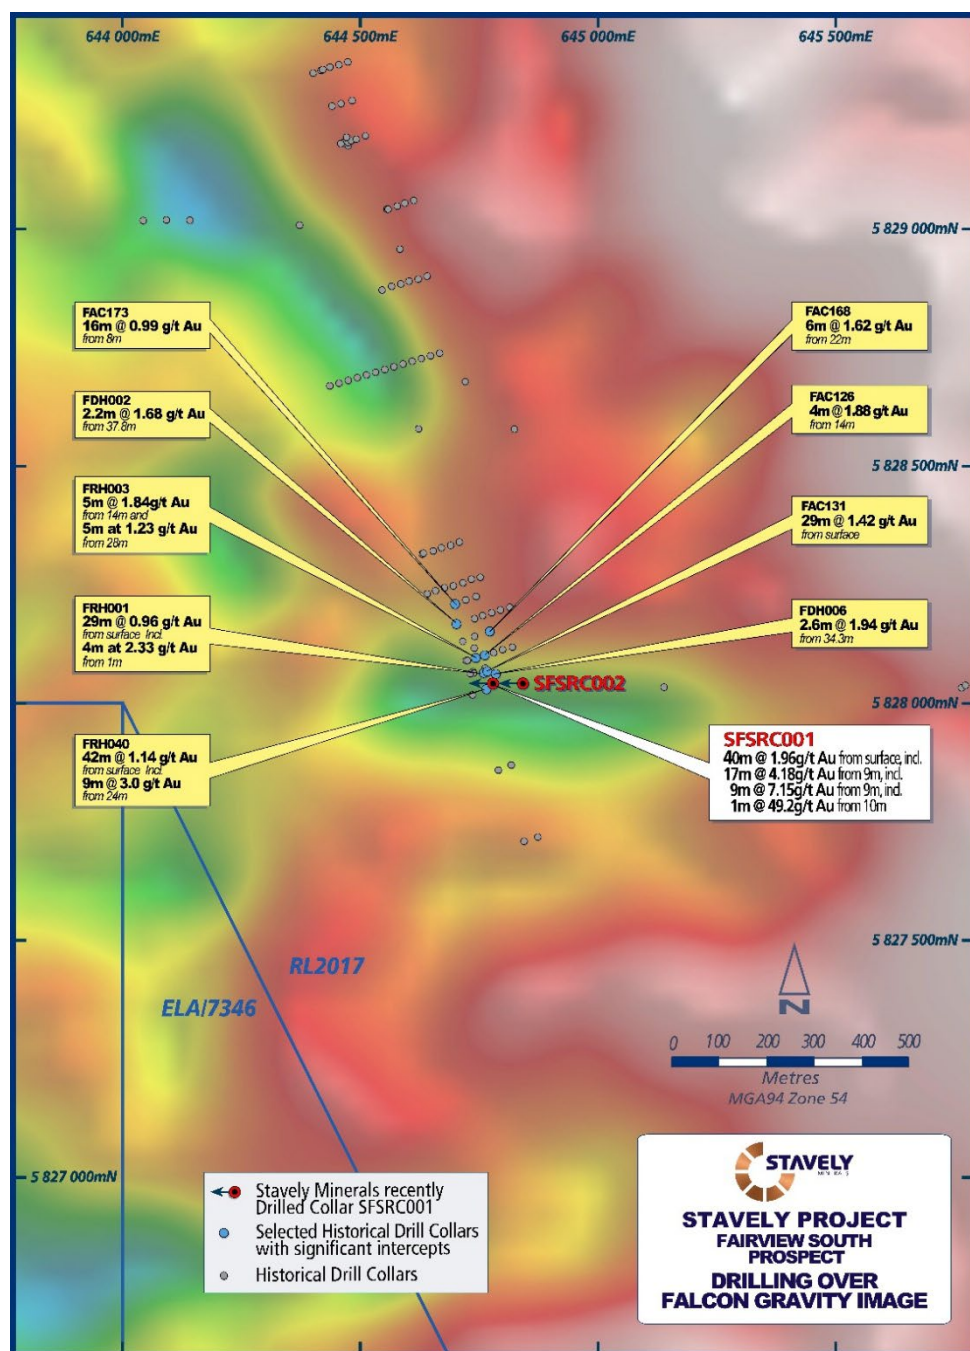 644 000mE
644 500mE
645 000mE
645 500mE
5 829 000mN
FAC173
16m @ 0.99 g/t Au
from 8m
FAC168
6m @ 1.62 g/t Au
from 22m
FDH002
2.2m @ 1.68 g/t Au
from 37.8m
FAC126
4m @ 1.88 g/t Au
from 14m
5 828 500mN
FRH003
5m @ 1.84g/t Au
from 14m and
5m at 1.23 g/t Au
from 28m
FAC131
29m @ 1.42 g/t Au
from surface
FRH001
29m @ 0.96 g/t Au
from surface Incl.
4m at 2.33 g/t Au
from 1m
FDH006
2.6m @ 1.94 g/t Au
from 34.3m
SFSRC002
5 828 000mN
FRH040
42m @ 1.14 g/t Au
from surface Incl.
9m @ 3.0 g/t Au
from 24m
SFSRC001
40m @ 1.96g/t Au from surface, incl.
17m @ 4.18g/t Au from 9m, incl.
9m @ 7.15g/t Au from 9m, incl.
1m @ 49.2g/t Au from 10m
5 827 500mN
RL2017
ELA/7346
N
0 100 200 300 400 500
Metres
MGA94 Zone 54
5 827 000mN
Stavely Minerals recently
Drilled Collar SFSRC001
Selected Historical Drill Collars
with significant intercepts
Historical Drill Collars
STAVELY
MINERALS
STAVELY PROJECT
FAIRVIEW SOUTH
PROSPECT
DRILLING OVER
FALCON GRAVITY IMAGE